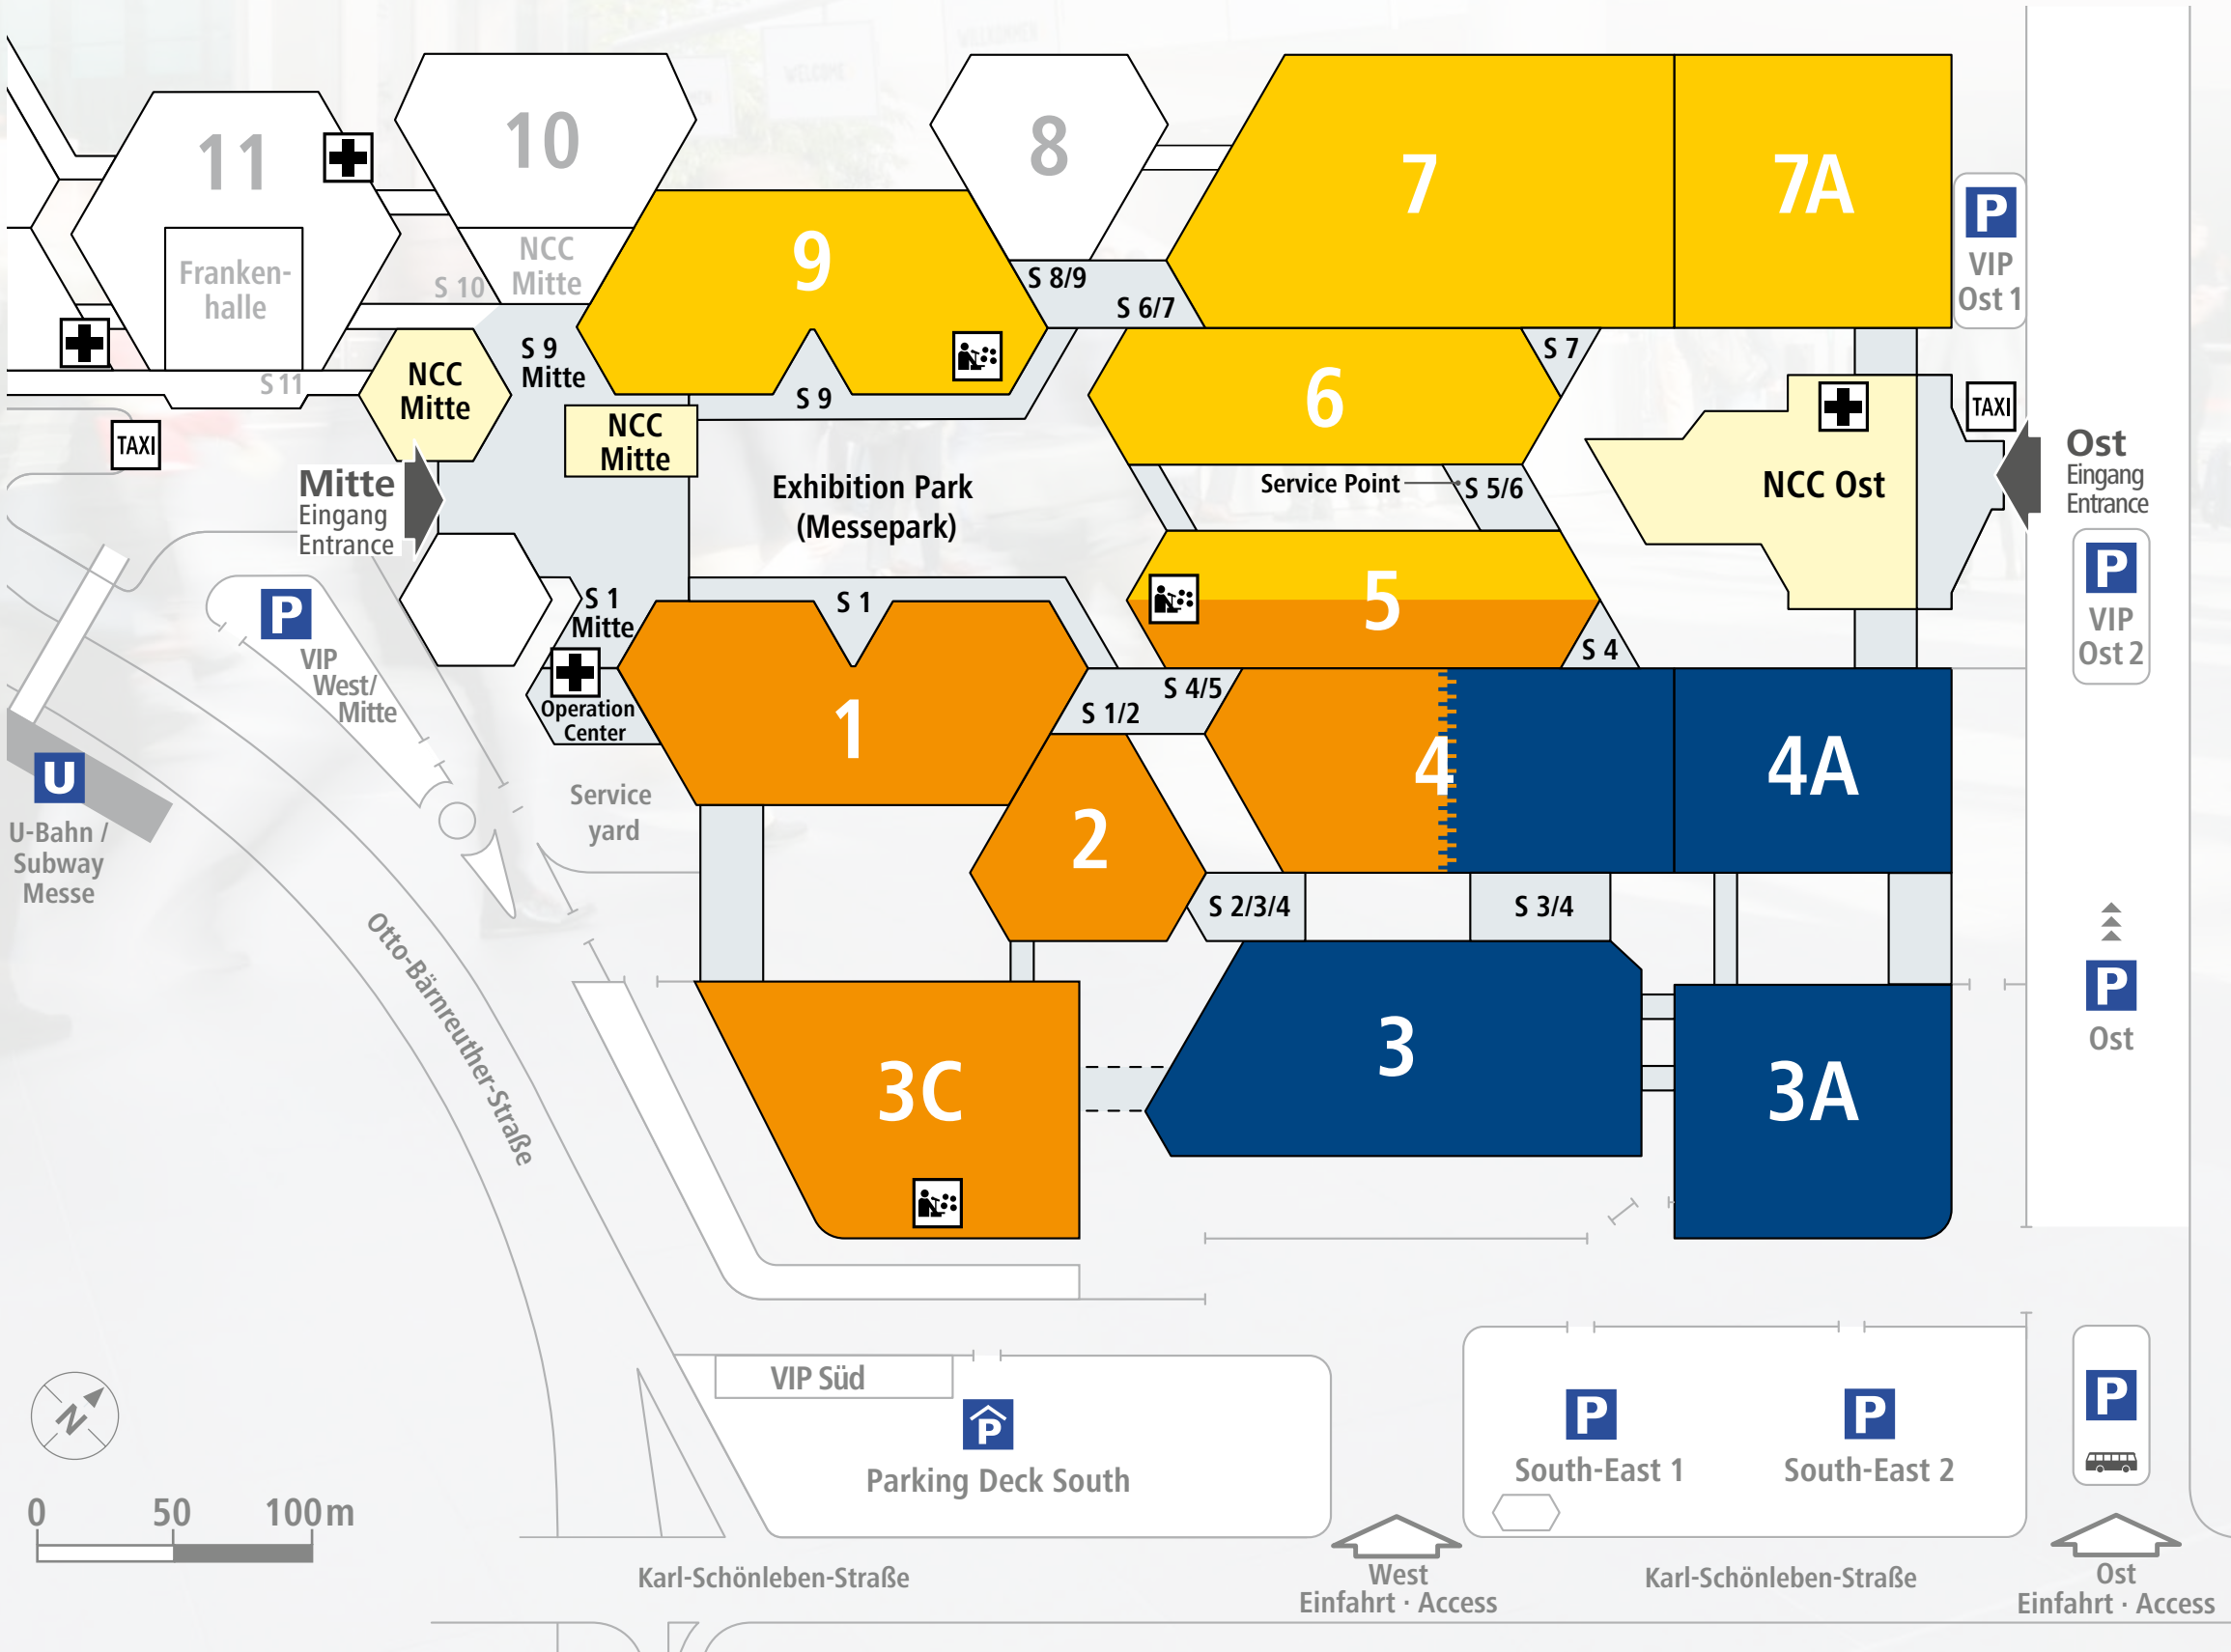 11
Franken-
halle
S 11
10
NCC
Mitte
S 10
8
9
S 9
S 9
Mitte
S 8/9
S 6/7
7
7A
P
VIP
Ost 1
6
S 7
TAXI
NCC
Mitte
NCC
Mitte
Mitte
Eingang
Entrance
Exhibition Park
(Messepark)
Service Point
S 5/6
NCC Ost
TAXI
Ost
Eingang
Entrance
P
VIP
Ost 2
5
S 4
P
VIP
West/
Mitte
S 1
Mitte
S 1
Operation
Center
1
S 4/5
S 1/2
4
4A
2
U
U-Bahn /
Subway
Messe
Service
yard
S 2/3/4
S 3/4
P
Ost
Otto-Bärnreuther-Straße
3C
3
3A
N
0 50 100 m
VIP Süd
P
Parking Deck South
P
South-East 1
P
South-East 2
P
Karl-Schönleben-Straße
West
Einfahrt · Access
Karl-Schönleben-Straße
Ost
Einfahrt · Access